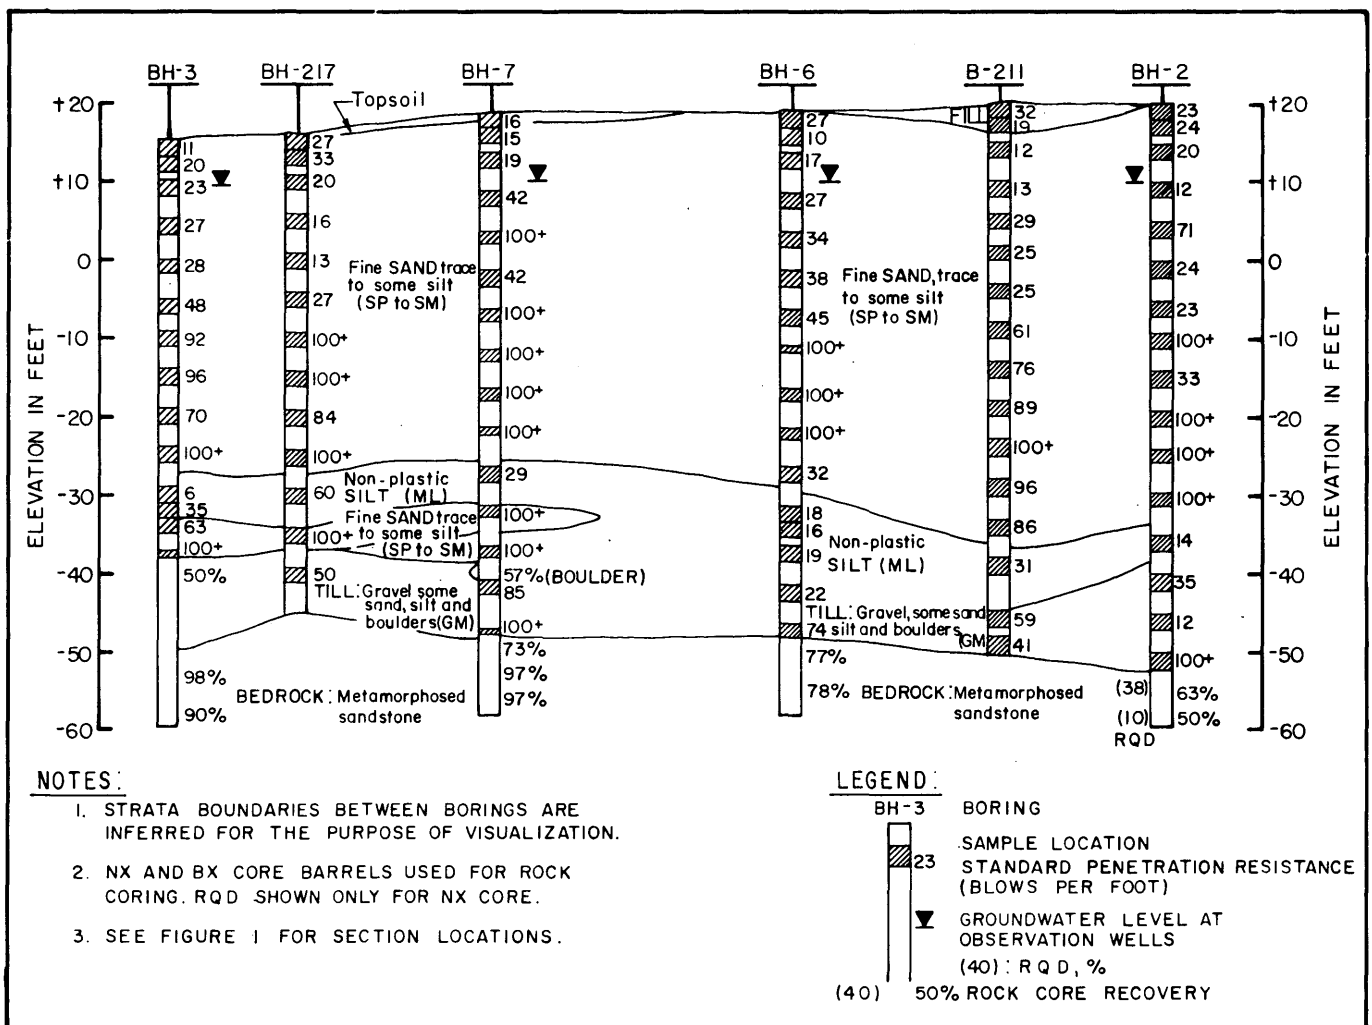 BH-3 BH-217 BH-7 BH-6 B-211 BH-2
Topsoil
FILL
+20
+10
0
-10
-20
-30
-40
-50
-60
ELEVATION IN FEET
11
20
23
27
28
48
92
96
70
100+
6
35
63
100+
50%
98%
90%
27
33
20
16
13
27
100+
100+
84
100+
60
100+
50
16
15
19
42
100+
42
100+
100+
100+
100+
29
100+
100+
57% (BOULDER)
85
100+
73%
97%
97%
27
10
17
27
34
38
45
100+
100+
100+
32
18
16
19
22
74
77%
78%
32
19
12
13
29
25
25
61
76
89
100+
96
86
31
59
41
23
24
20
12
71
24
23
100+
33
100+
100+
100+
14
35
12
100+
(38) 63%
(10) 50%
RQD
Fine SAND trace
to some silt
(SP to SM)
Non-plastic
SILT (ML)
Fine SAND trace
to some silt
(SP to SM)
TILL: Gravel some
sand, silt and
boulders(GM)
BEDROCK: Metamorphosed
sandstone
Fine SAND, trace
to some silt
(SP to SM)
Non-plastic
SILT (ML)
TILL: Gravel, some sand
silt and boulders
(GM)
BEDROCK: Metamorphosed
sandstone
+20
+10
0
-10
-20
-30
-40
-50
-60
ELEVATION IN FEET
NOTES:
1. STRATA BOUNDARIES BETWEEN BORINGS ARE
INFERRED FOR THE PURPOSE OF VISUALIZATION.
2. NX AND BX CORE BARRELS USED FOR ROCK
CORING. RQD SHOWN ONLY FOR NX CORE.
3. SEE FIGURE 1 FOR SECTION LOCATIONS.
LEGEND:
BH-3 BORING
SAMPLE LOCATION
23 STANDARD PENETRATION RESISTANCE
(BLOWS PER FOOT)
GROUNDWATER LEVEL AT
OBSERVATION WELLS
(40): RQD, %
(40) 50% ROCK CORE RECOVERY